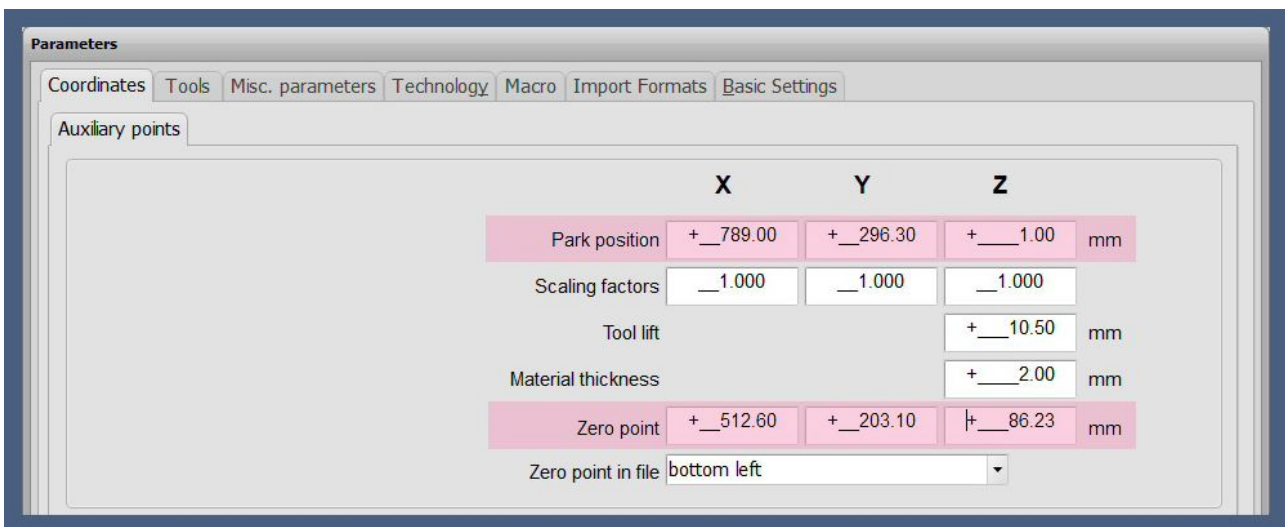 Parameters
Coordinates Tools Misc. parameters Technology Macro Import Formats Basic Settings
Auxiliary points
X Y Z
Park position +__789.00 +__296.30 +____1.00 mm
Scaling factors __1.000 __1.000 __1.000
Tool lift +___10.50 mm
Material thickness +____2.00 mm
Zero point +__512.60 +__203.10 +___86.23 mm
Zero point in file bottom left